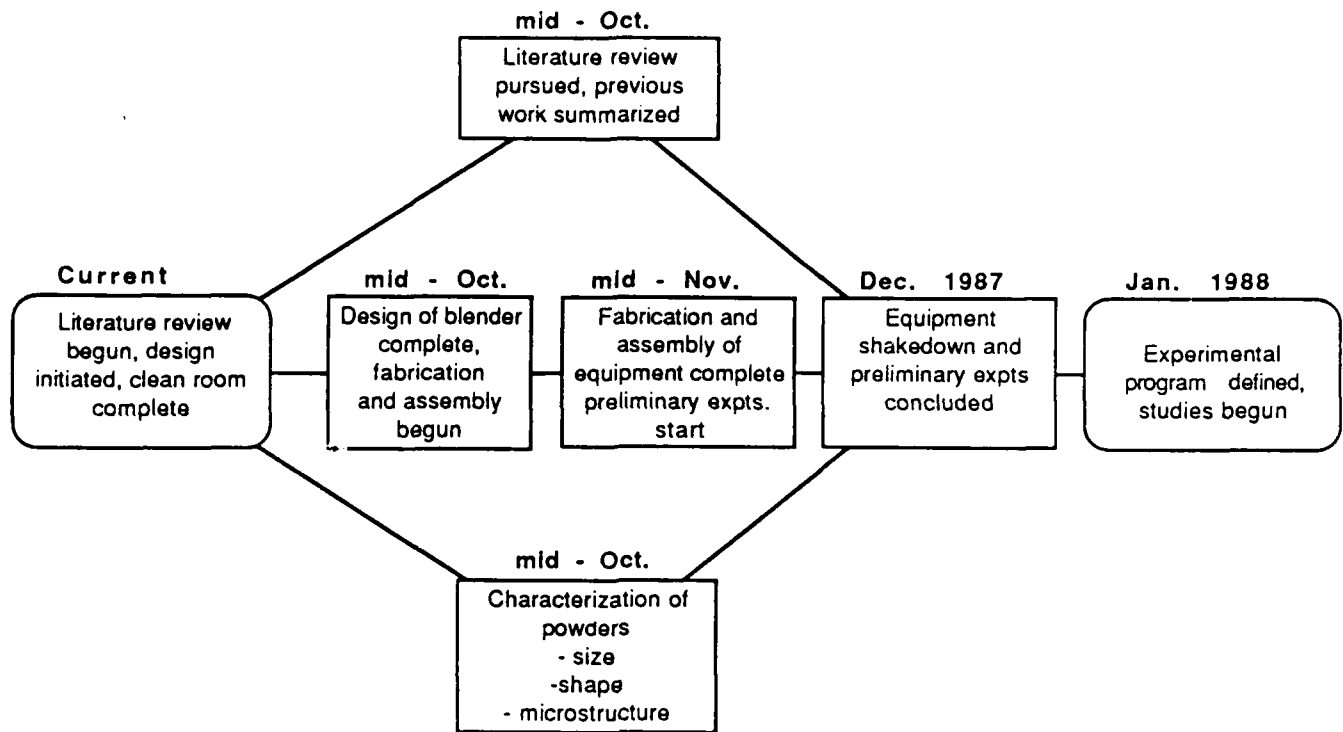 mid - Oct.
Literature review
pursued, previous
work summarized
Current
Literature review
begun, design
initiated, clean room
complete
mid - Oct.
Design of blender
complete,
fabrication
and assembly
begun
mid - Nov.
Fabrication and
assembly of
equipment complete
preliminary expts.
start
Dec. 1987
Equipment
shakedown and
preliminary expts
concluded
Jan. 1988
Experimental
program defined,
studies begun
mid - Oct.
Characterization of
powders
- size
-shape
- microstructure